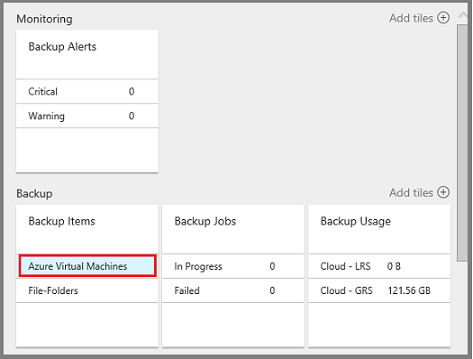 Monitoring
Add tiles
Backup Alerts
Critical 0
Warning 0
Backup
Add tiles
Backup Items
Azure Virtual Machines
File-Folders
Backup Jobs
In Progress 0
Failed 0
Backup Usage
Cloud - LRS 0 B
Cloud - GRS 121.56 GB